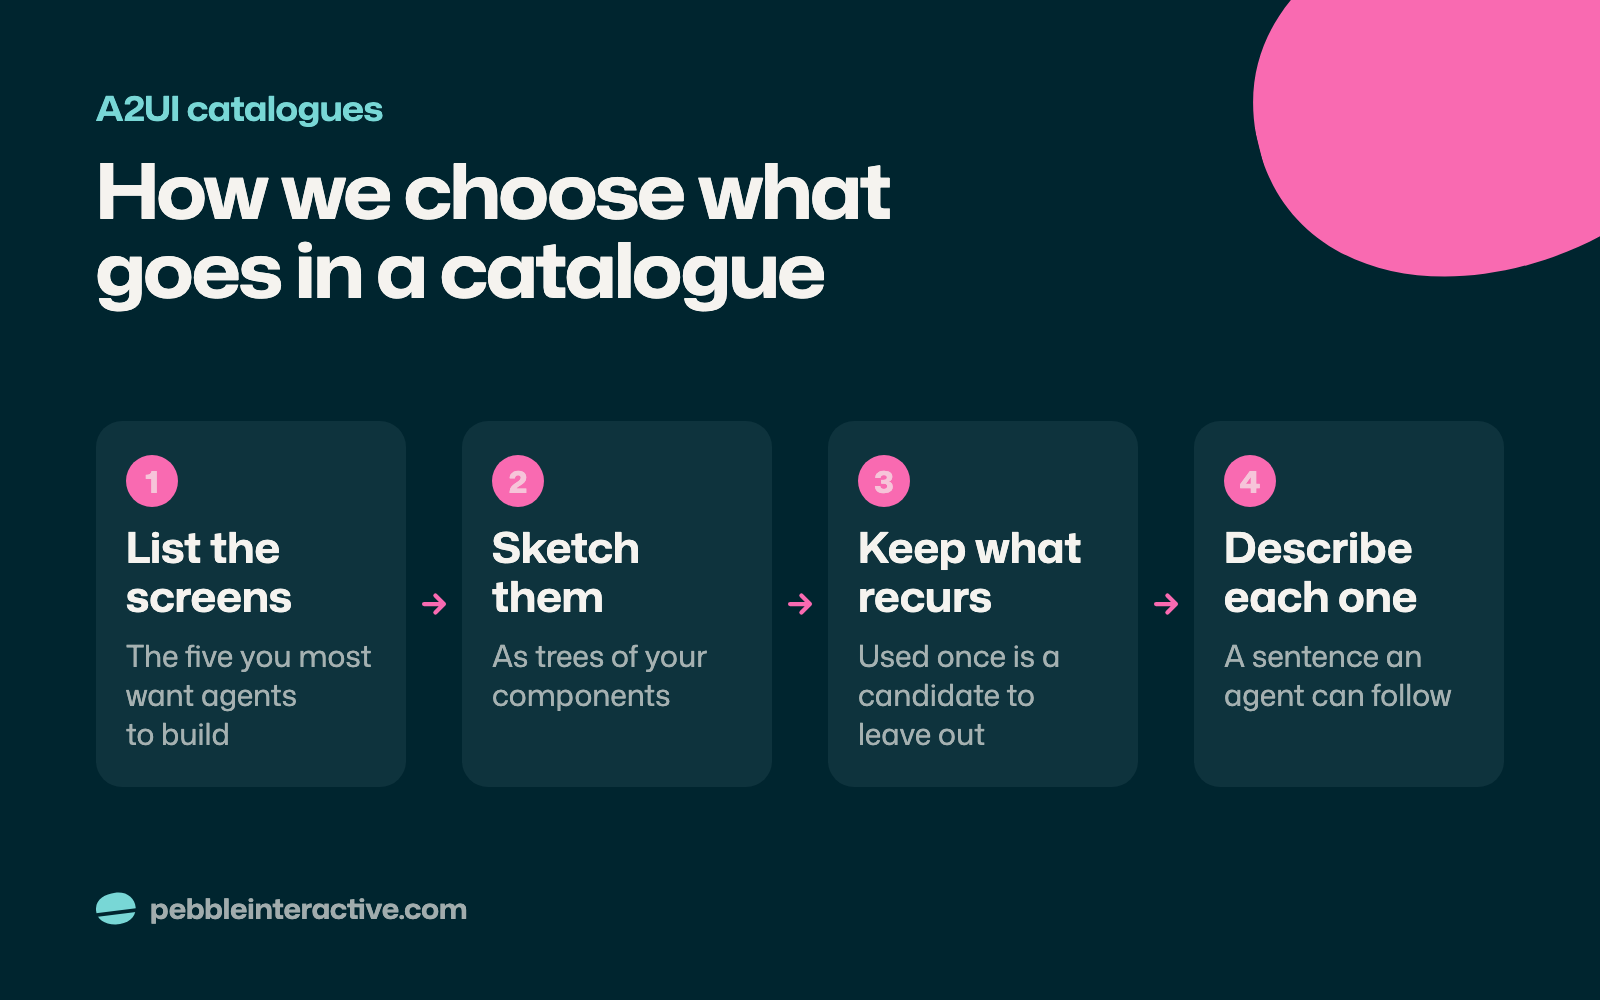 A2UI catalogues
How we choose what
goes in a catalogue
1
List the
screens
The five you most
want agents
to build
2
Sketch
them
As trees of your
components
3
Keep what
recurs
Used once is a
candidate to
leave out
4
Describe
each one
A sentence an
agent can follow
pebbleinteractive.com